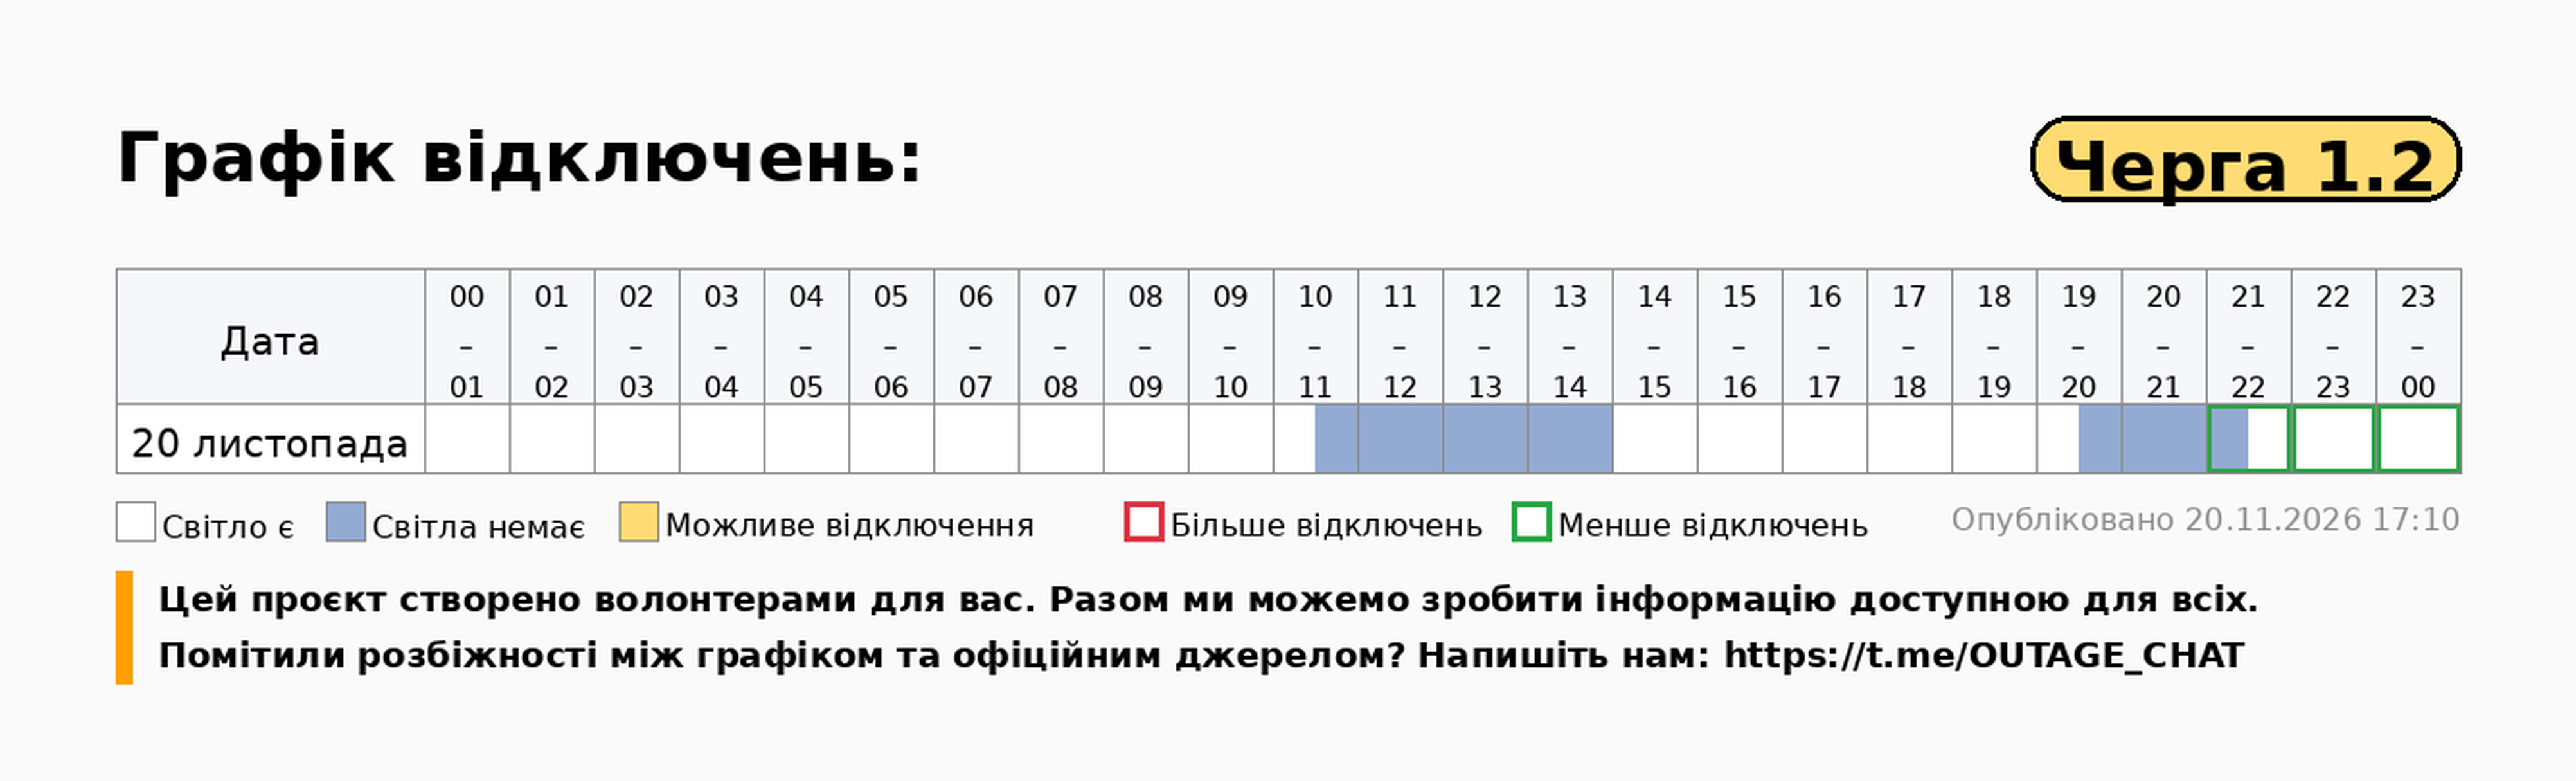 Графік відключень:
Черга 1.2
Дата 00 – 01 01 – 02 02 – 03 03 – 04 04 – 05 05 – 06 06 – 07 07 – 08 08 – 09 09 – 10 10 – 11 11 – 12 12 – 13 13 – 14 14 – 15 15 – 16 16 – 17 17 – 18 18 – 19 19 – 20 20 – 21 21 – 22 22 – 23 23 – 00
20 листопада
Світло є Світла немає Можливе відключення Більше відключень Менше відключень Опубліковано 20.11.2026 17:10
Цей проєкт створено волонтерами для вас. Разом ми можемо зробити інформацію доступною для всіх.
Помітили розбіжності між графіком та офіційним джерелом? Напишіть нам: https://t.me/OUTAGE_CHAT